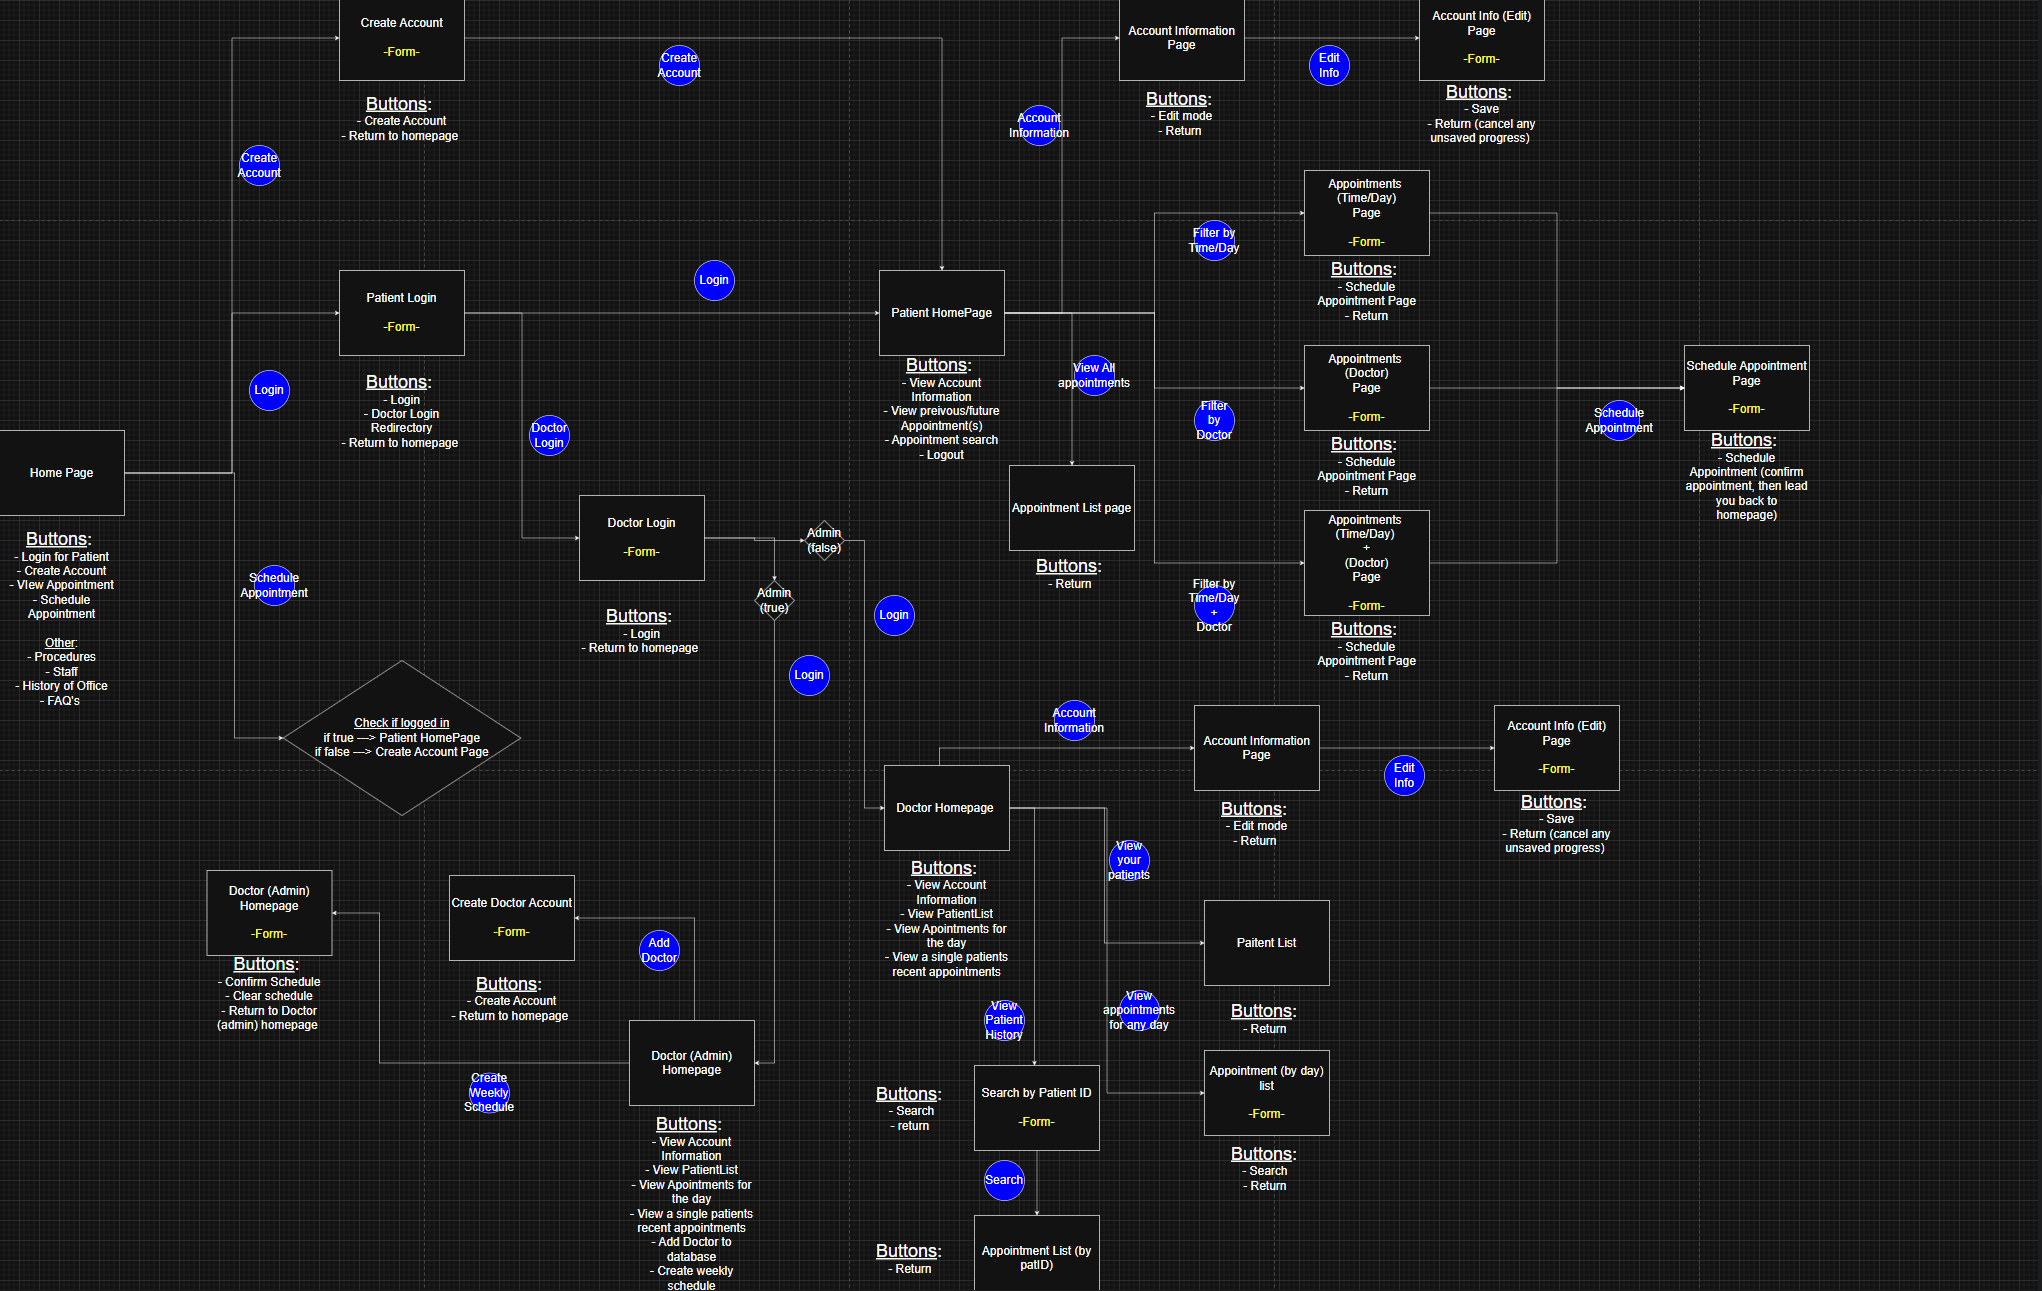 Create Account
-Form-
Buttons:
- Create Account
- Return to homepage
Create
Account
Create
Account
Account Information
Page
Buttons:
- Edit mode
- Return
Account
Information
Edit
Info
Account Info (Edit)
Page
-Form-
Buttons:
- Save
- Return (cancel any
unsaved progress)
Patient Login
-Form-
Buttons:
- Login
- Doctor Login
Redirectory
- Return to homepage
Login
Login
Doctor
Login
Patient HomePage
Buttons:
- View Account
Information
- View preivous/future
Appointment(s)
- Appointment search
- Logout
View All
appointments
Appointment List page
Buttons:
- Return
Filter by
Time/Day
Appointments
(Time/Day)
Page
-Form-
Buttons:
- Schedule
Appointment Page
- Return
Filter
by
Doctor
Appointments
(Doctor)
Page
-Form-
Buttons:
- Schedule
Appointment Page
- Return
Filter by
Time/Day
+
Doctor
Appointments
(Time/Day)
+
(Doctor)
Page
-Form-
Buttons:
- Schedule
Appointment Page
- Return
Schedule
Appointment
Schedule Appointment
Page
-Form-
Buttons:
- Schedule
Appointment (confirm
appointment, then lead
you back to
homepage)
Home Page
Buttons:
- Login for Patient
- Create Account
- VIew Appointment
- Schedule
Appointment
Other:
- Procedures
- Staff
- History of Office
- FAQ's
Schedule
Appointment
Check if logged in
if true ---> Patient HomePage
if false ---> Create Account Page
Doctor Login
-Form-
Buttons:
- Login
- Return to homepage
Admin
(false)
Admin
(true)
Login
Login
Account
Information
Account Information
Page
Buttons:
- Edit mode
- Return
Edit
Info
Account Info (Edit)
Page
-Form-
Buttons:
- Save
- Return (cancel any
unsaved progress)
Doctor Homepage
Buttons:
- View Account
Information
- View PatientList
- View Apointments for
the day
- View a single patients
recent appointments
View
your
patients
Paitent List
Buttons:
- Return
View
appointments
for any day
Appointment (by day)
list
-Form-
Buttons:
- Search
- Return
View
Patient
History
Search by Patient ID
-Form-
Buttons:
- Search
- return
Search
Appointment List (by
patID)
Buttons:
- Return
Doctor (Admin)
Homepage
-Form-
Buttons:
- Confirm Schedule
- Clear schedule
- Return to Doctor
(admin) homepage
Create Doctor Account
-Form-
Buttons:
- Create Account
- Return to homepage
Add
Doctor
Create
Weekly
Schedule
Doctor (Admin)
Homepage
Buttons:
- View Account
Information
- View PatientList
- View Apointments for
the day
- View a single patients
recent appointments
- Add Doctor to
database
- Create weekly
schedule